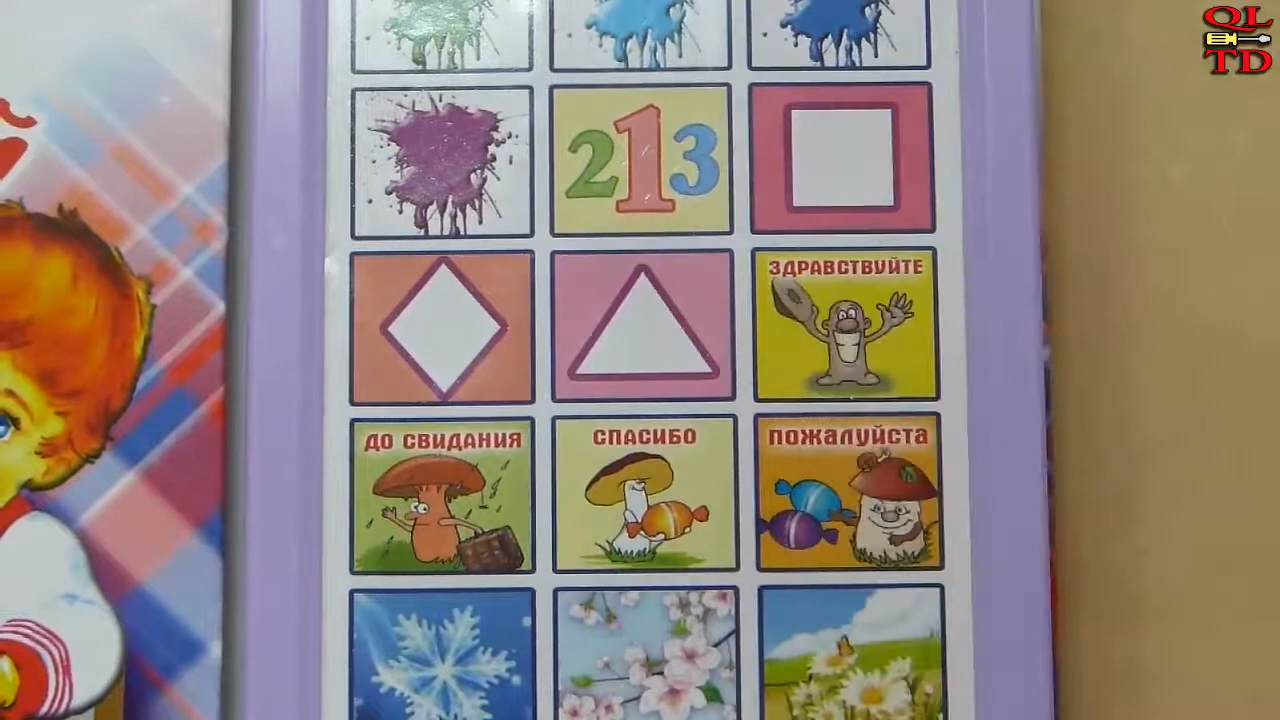 QL
TD
213
ЗДРАВСТВУЙТЕ
ДО СВИДАНИЯ
СПАСИБО
ПОЖАЛУЙСТА